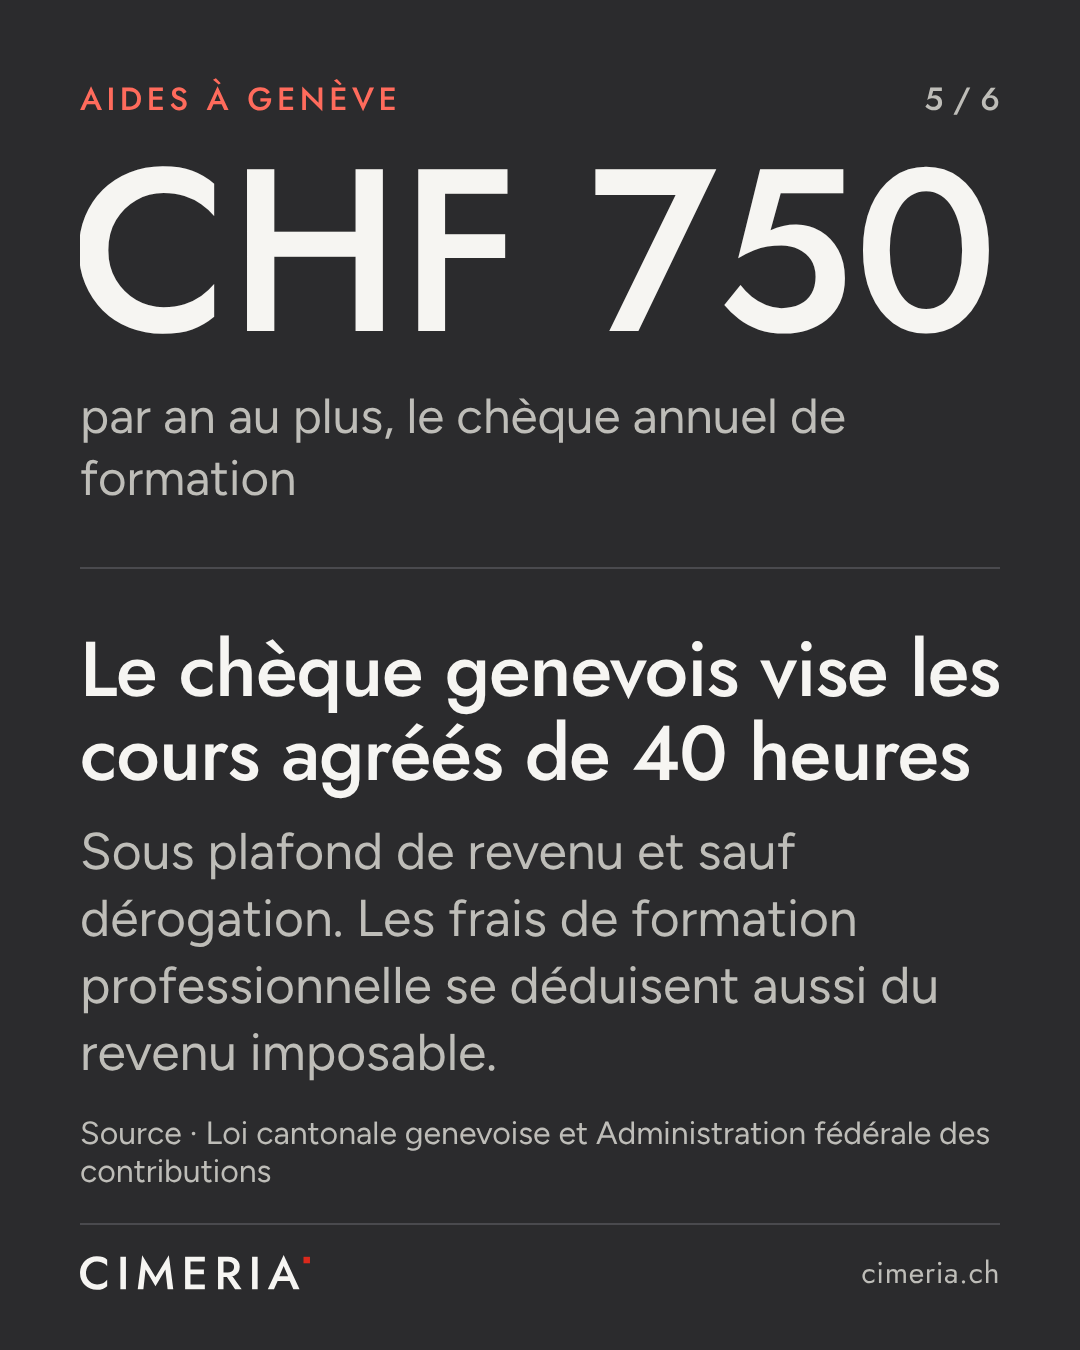 AIDES À GENÈVE
5 / 6
CHF 750
par an au plus, le chèque annuel de
formation
Le chèque genevois vise les
cours agréés de 40 heures
Sous plafond de revenu et sauf
dérogation. Les frais de formation
professionnelle se déduisent aussi du
revenu imposable.
Source · Loi cantonale genevoise et Administration fédérale des
contributions
CIMERIA
cimeria.ch